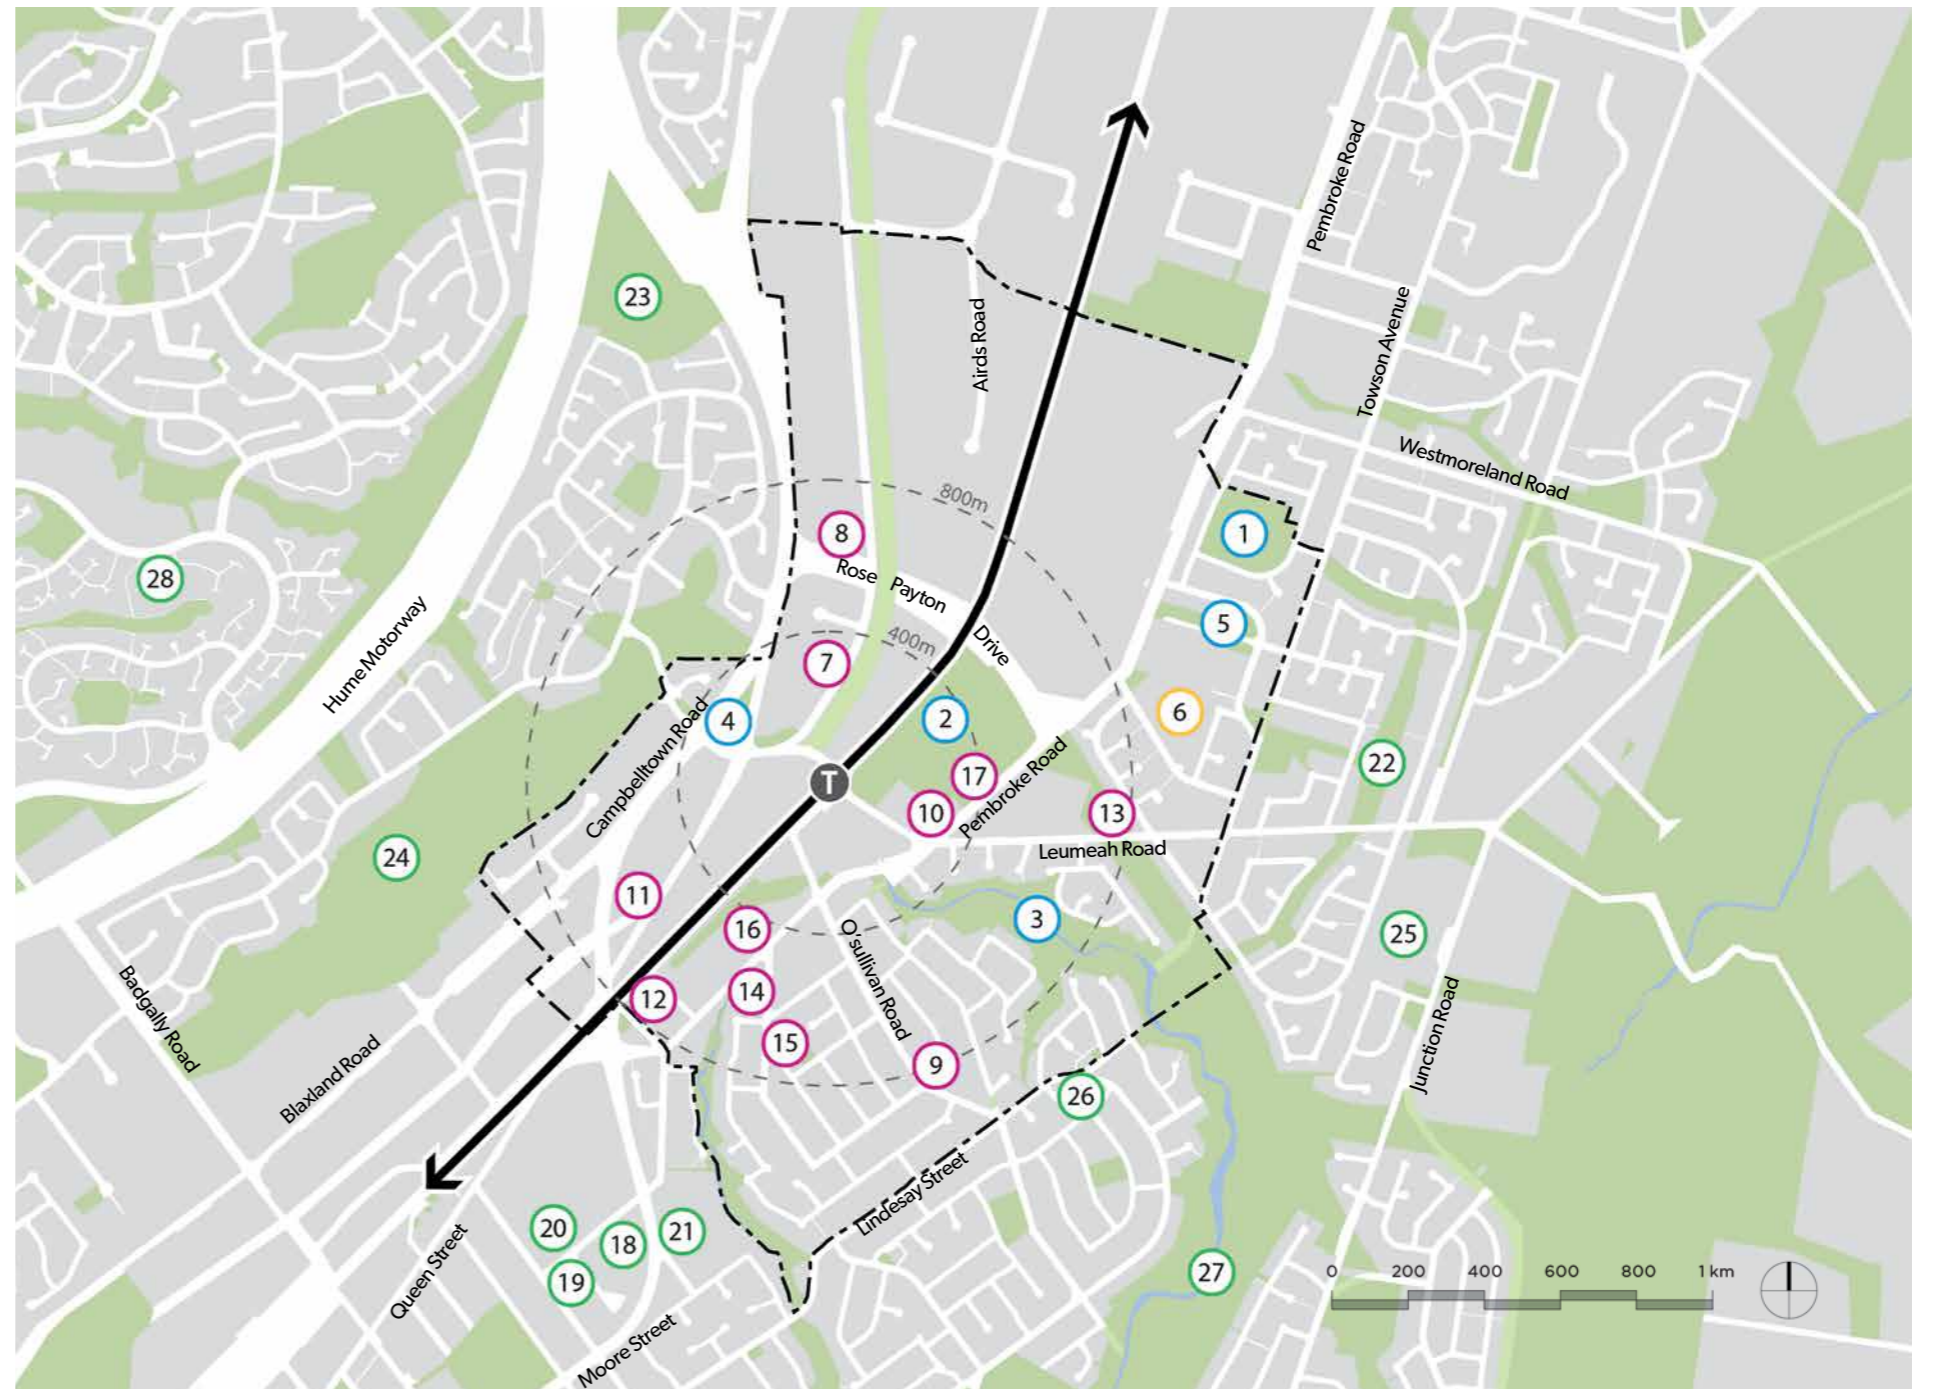 Pembroke Road
23
Airds Road
Towson Avenue
Westmoreland Road
800m
8
1
Rose Payton
Drive
28
400m
5
Hume Motorway
7
6
4
2
Campbelltown Road
T
17
22
10
Pembroke Road
13
Leumeah Road
24
11
3
16
O'sullivan Road
25
12
14
Badgally Road
15
9
Junction Road
Blaxland Road
26
Lindesay Street
20
18
21
19
27
Queen Street
Moore Street
0 200 400 600 800 1 km